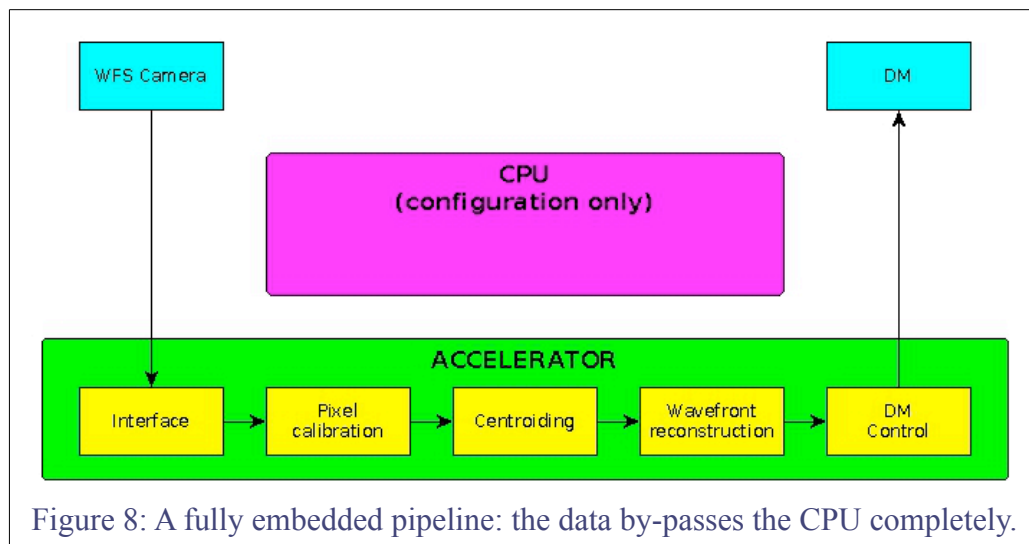 WFS Camera
DM
CPU
(configuration only)
ACCELERATOR
Interface
Pixel
calibration
Centroiding
Wavefront
reconstruction
DM
Control
Figure 8: A fully embedded pipeline: the data by-passes the CPU completely.